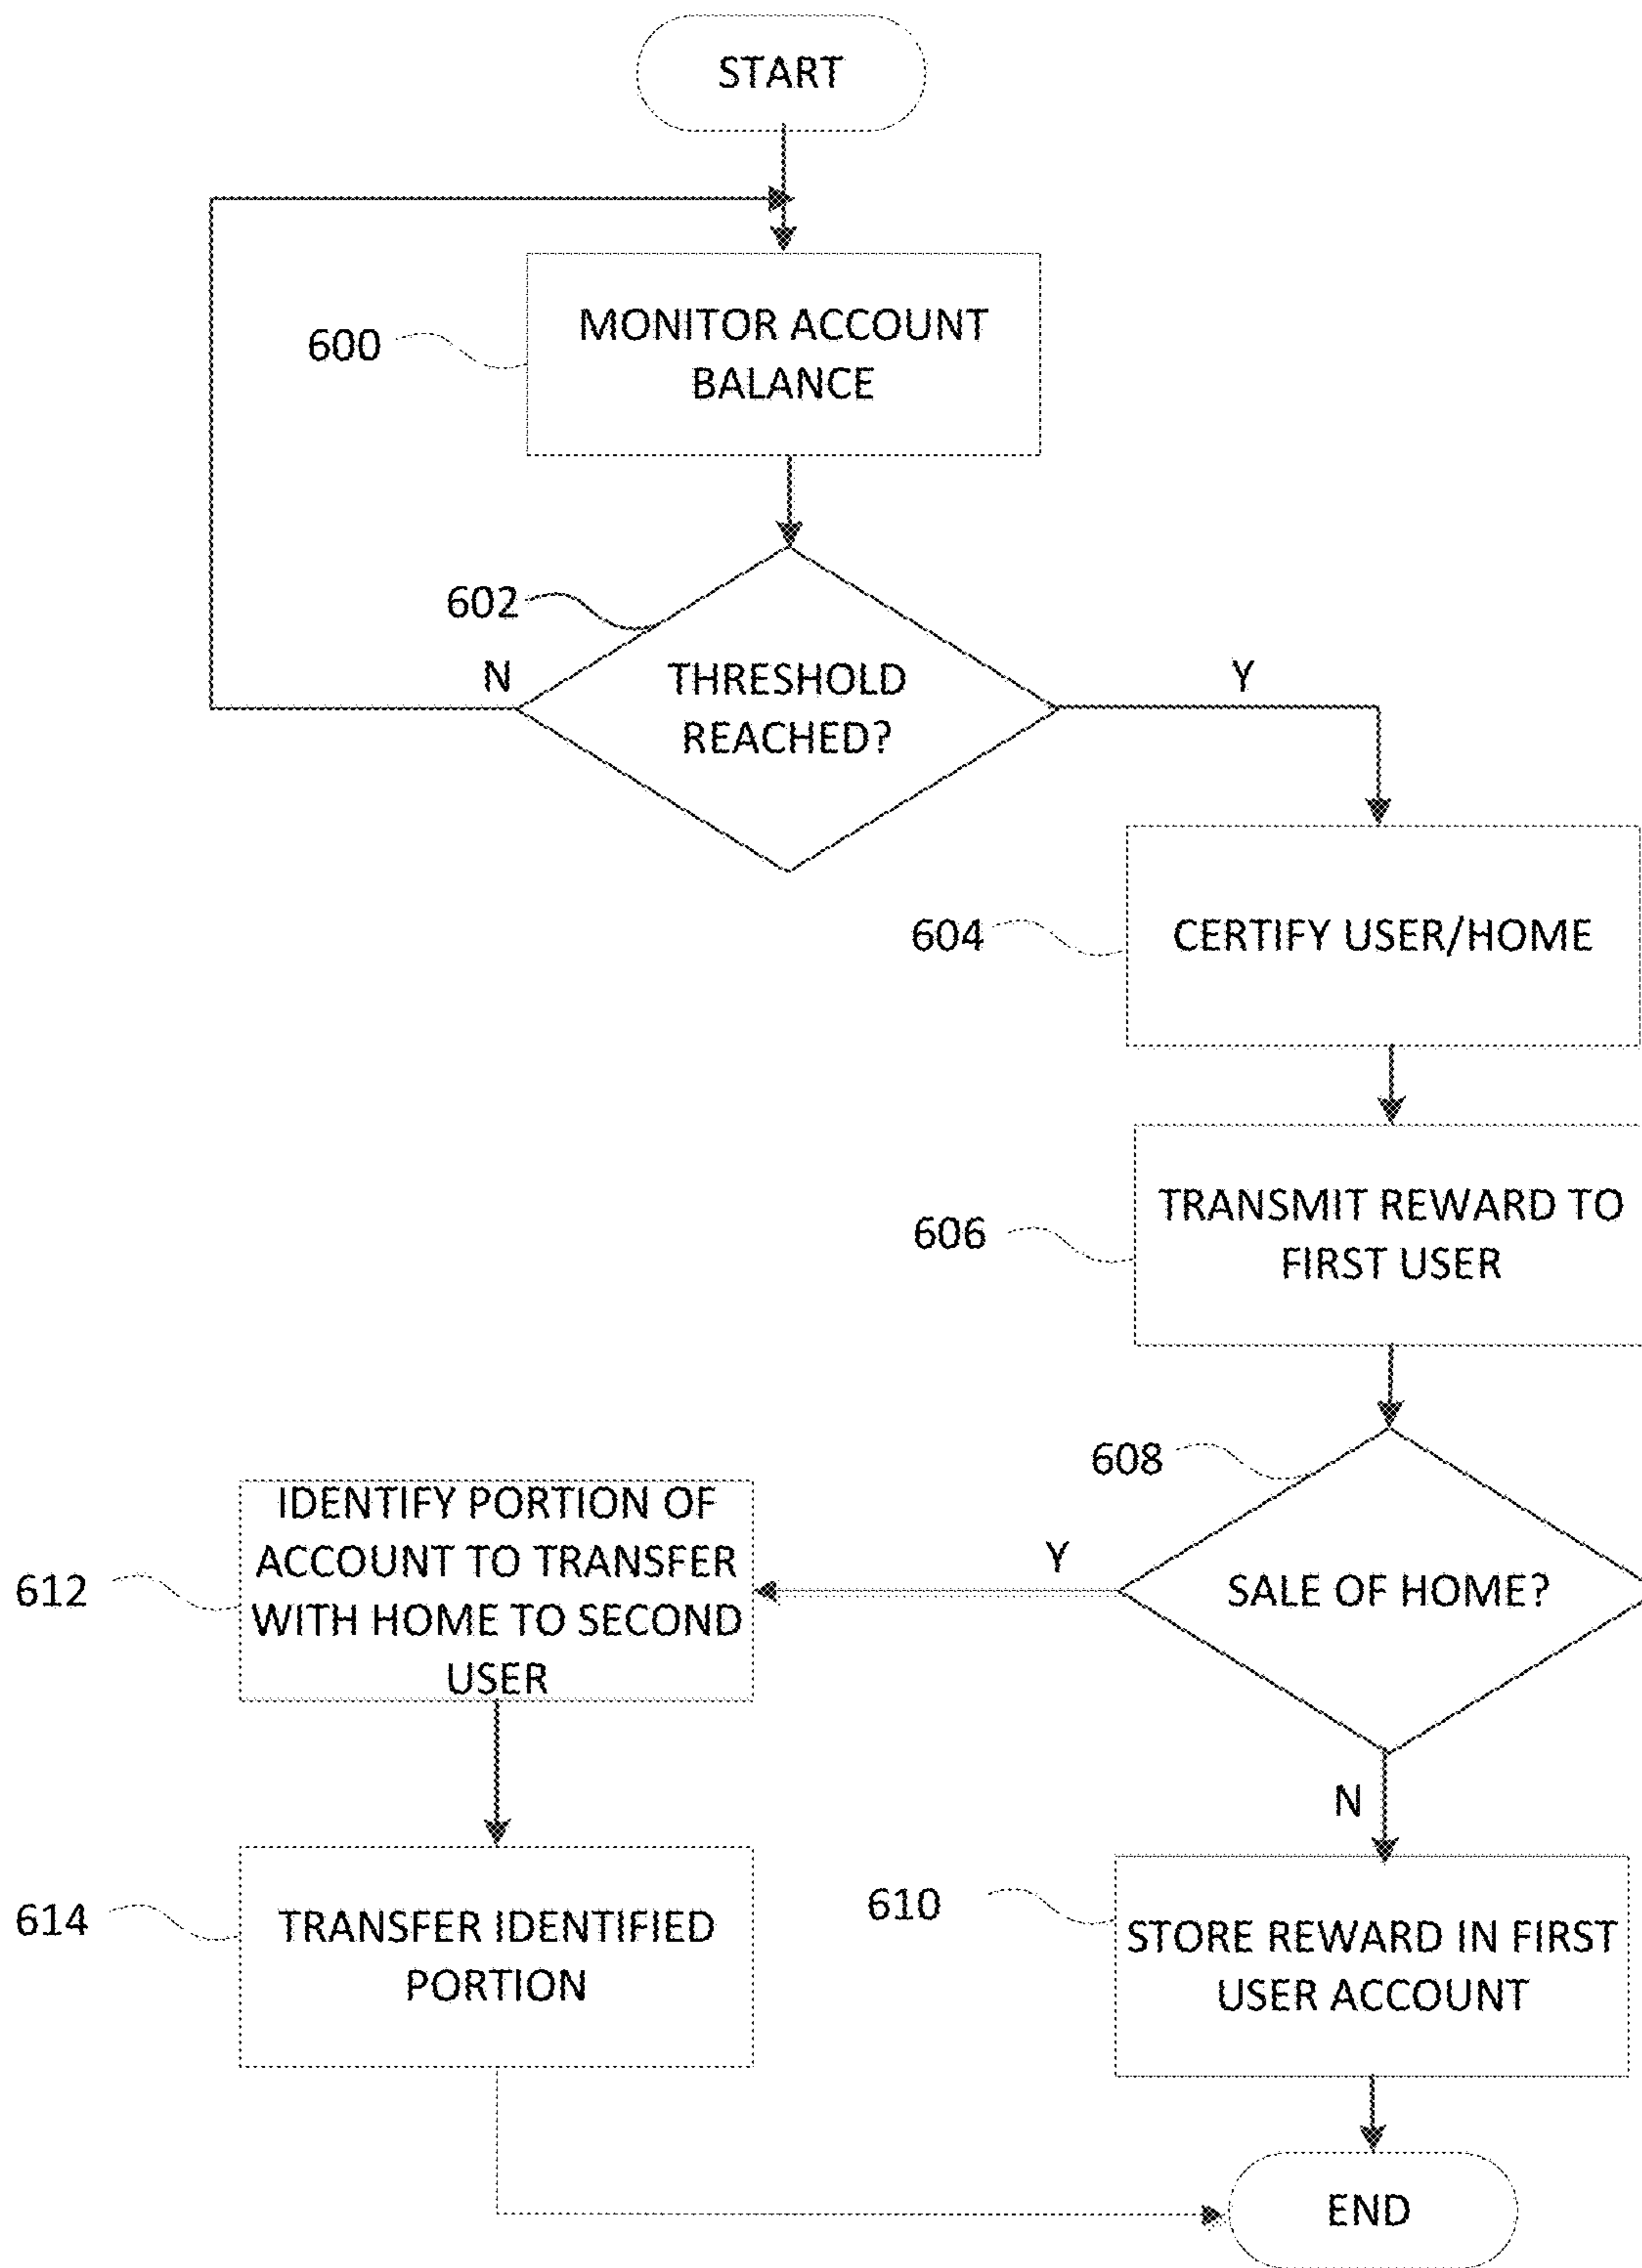 START
600
MONITOR ACCOUNT
BALANCE
602
N
THRESHOLD
REACHED?
Y
604
CERTIFY USER/HOME
606
TRANSMIT REWARD TO
FIRST USER
608
SALE OF HOME?
Y
N
612
IDENTIFY PORTION OF
ACCOUNT TO TRANSFER
WITH HOME TO SECOND
USER
614
TRANSFER IDENTIFIED
PORTION
610
STORE REWARD IN FIRST
USER ACCOUNT
END